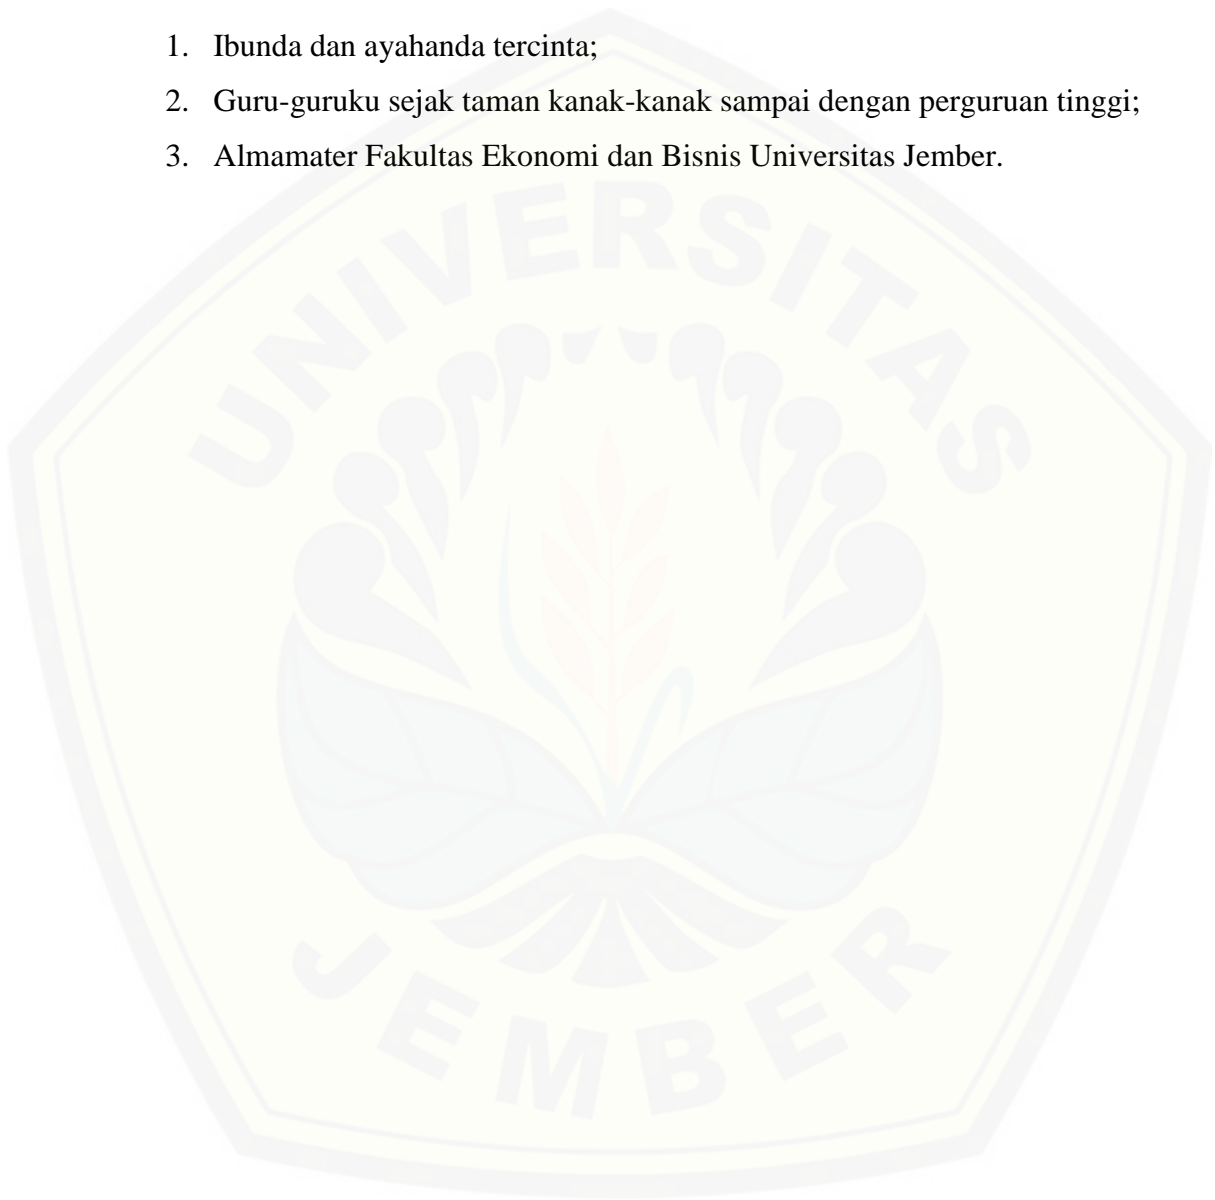 1. Ibunda dan ayahanda tercinta;
2. Guru-guruku sejak taman kanak-kanak sampai dengan perguruan tinggi;
3. Almamater Fakultas Ekonomi dan Bisnis Universitas Jember.
UNIVERSITAS
JEMBER